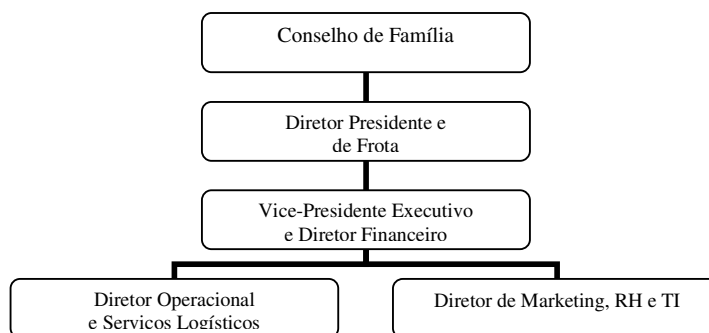 Conselho de Família
Diretor Presidente e
de Frota
Vice-Presidente Executivo
e Diretor Financeiro
Diretor Operacional
e Serviços Logísticos
Diretor de Marketing, RH e TI